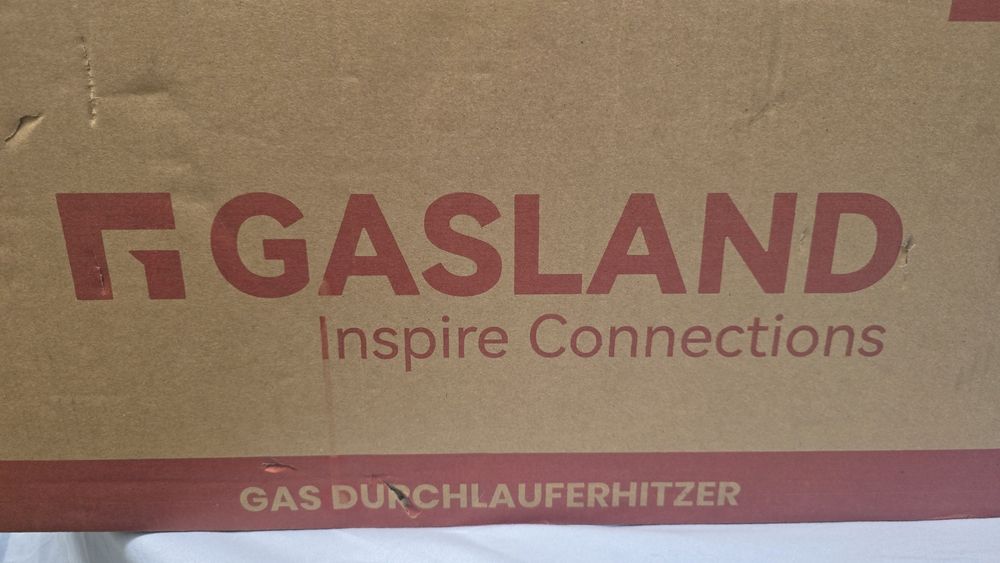 GASLAND
Inspire Connections
GAS DURCHLAUFERHITZER